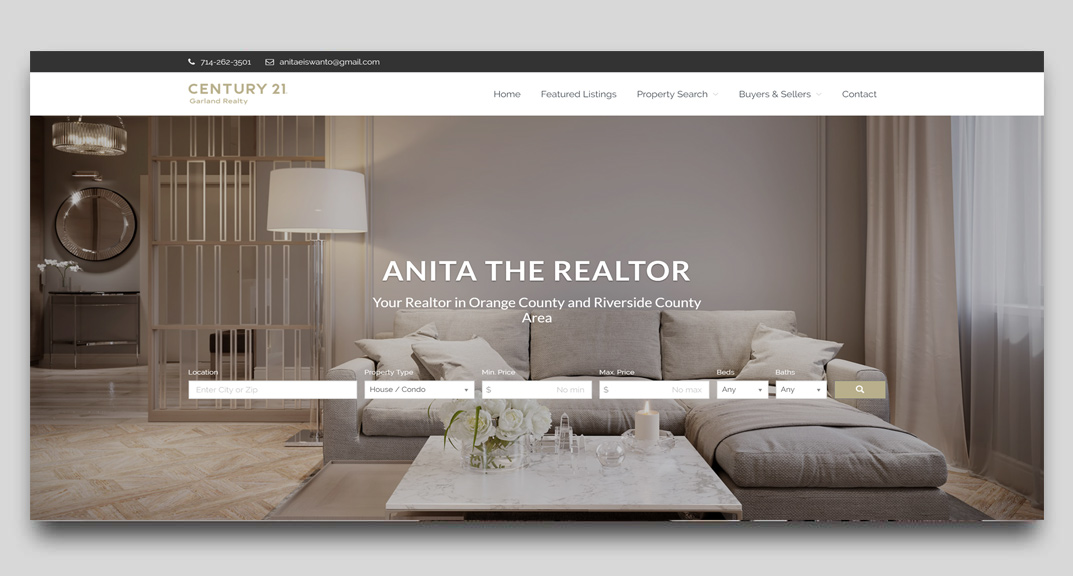 714-262-3501 anitaeiswanto@gmail.com
CENTURY 21
Garland Realty
Home Featured Listings Property Search Buyers & Sellers Contact
ANITA THE REALTOR
Your Realtor in Orange County and Riverside County
Area
Location Property Type Min. Price Max. Price Beds Baths
Enter City or Zip House / Condo $ No min $ No max Any Any